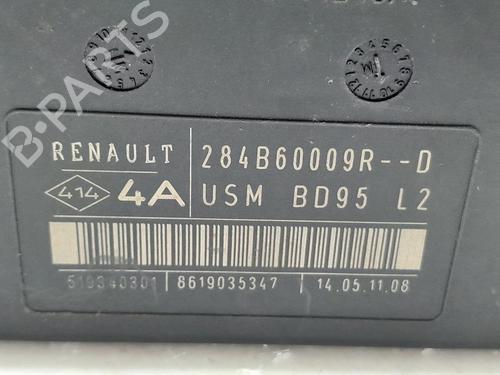 B-PARTS
RENAULT 284B60009R--D
414 4A USM BD95 L2
519340301 8619035347 14.05.11.08